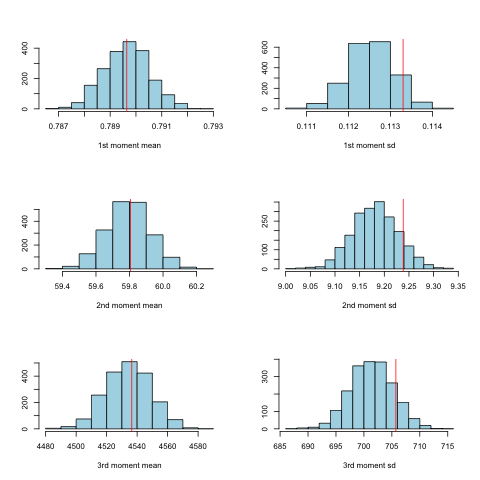 0 200 400
0.787 0.789 0.791 0.793
1st moment mean
0 200 400 600
0.111 0.112 0.113 0.114
1st moment sd
0 200 400
59.4 59.6 59.8 60.0 60.2
2nd moment mean
0 100 250
9.00 9.05 9.10 9.15 9.20 9.25 9.30 9.35
2nd moment sd
0 200 400
4480 4500 4520 4540 4560 4580
3rd moment mean
0 100 300
685 690 695 700 705 710 715
3rd moment sd